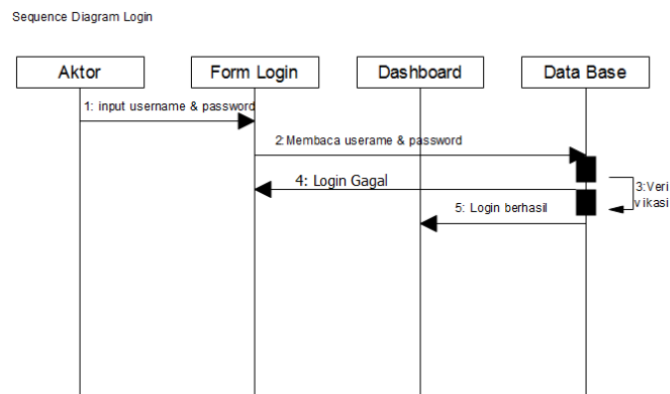 Sequence Diagram Login
Aktor
Form Login
Dashboard
Data Base
1: input username & password
2:Membaca userame & password
3:Veri
vikasi
4: Login Gagal
5: Login berhasil